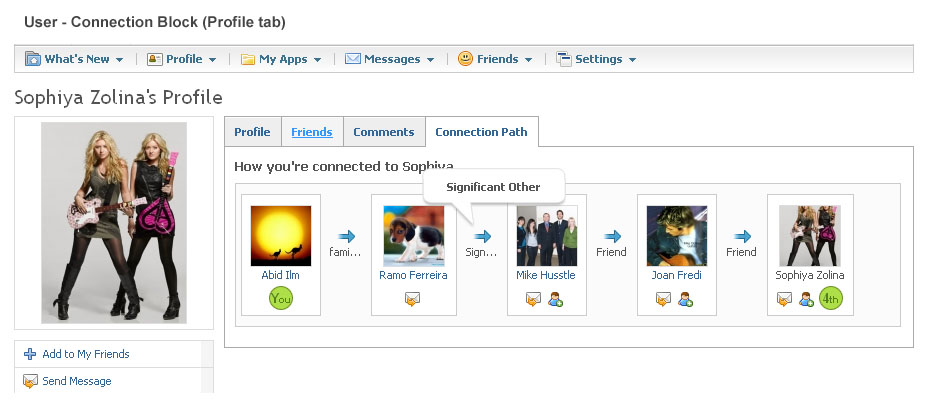 User - Connection Block (Profile tab)
What's New Profile My Apps Messages Friends Settings
Sophiya Zolina's Profile
Profile Friends Comments Connection Path
How you're connected to Sophiya
Significant Other
fami... Sign... Friend Friend
Abid Ilm Ramo Ferreira Mike Husstle Joan Fredi Sophiya Zolina
You 4th
Add to My Friends
Send Message